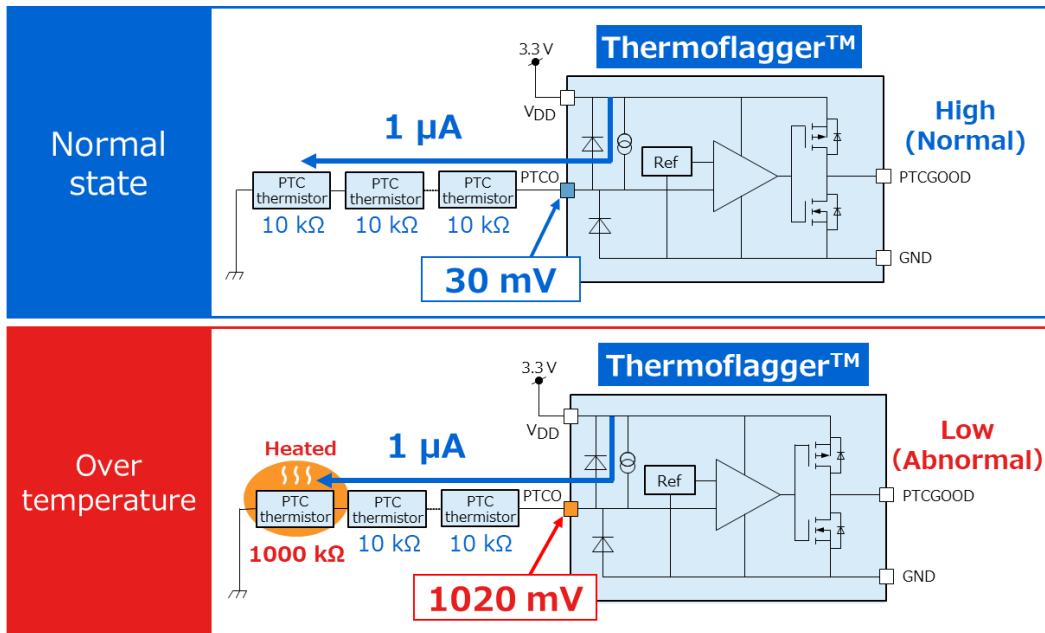 Normal
state
Thermoflagger™
3.3 V
VDD
1 µA
High
(Normal)
Ref
PTCO
PTC
thermistor
PTC
thermistor
PTC
thermistor
PTCGOOD
10 kΩ
10 kΩ
10 kΩ
30 mV
GND
Over
temperature
Thermoflagger™
3.3 V
VDD
Heated
1 µA
Low
(Abnormal)
Ref
PTCO
PTC
thermistor
PTC
thermistor
PTC
thermistor
PTCGOOD
1000 kΩ
10 kΩ
10 kΩ
1020 mV
GND